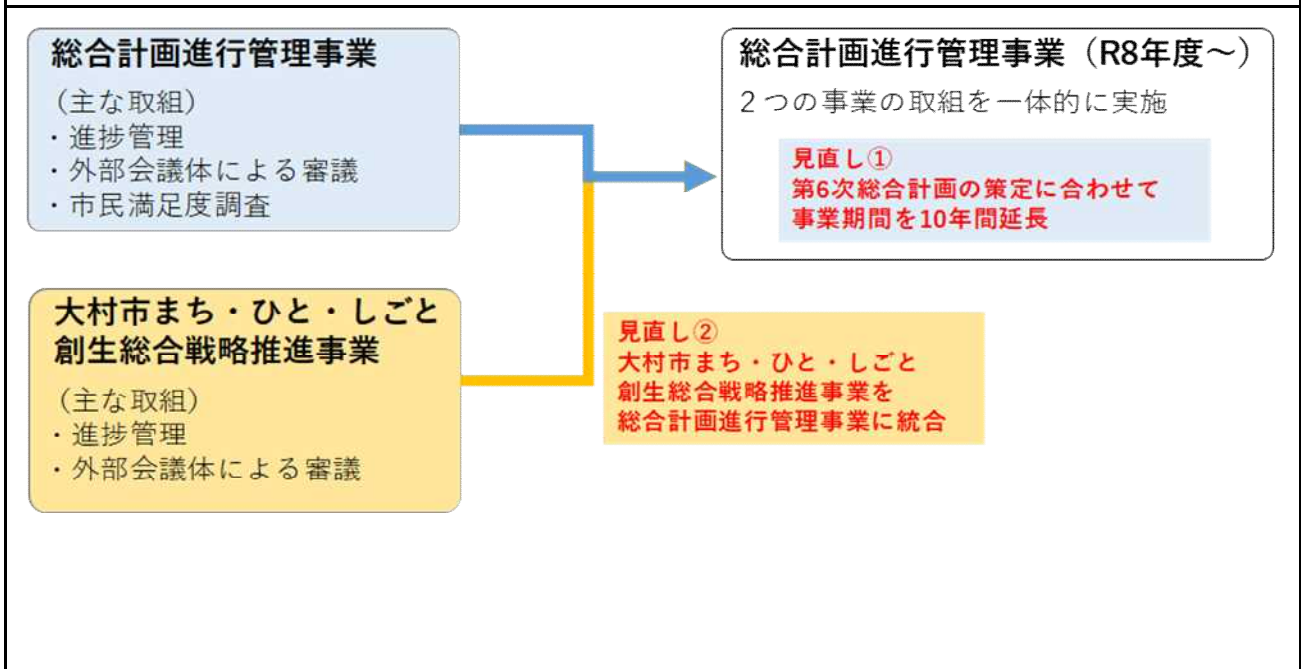 総合計画進行管理事業
（主な取組）
・進捗管理
・外部会議体による審議
・市民満足度調査
総合計画進行管理事業（R8年度～）
２つの事業の取組を一体的に実施
見直し①
第6次総合計画の策定に合わせて
事業期間を10年間延長
大村市まち・ひと・しごと
創生総合戦略推進事業
（主な取組）
・進捗管理
・外部会議体による審議
見直し②
大村市まち・ひと・しごと
創生総合戦略推進事業を
総合計画進行管理事業に統合